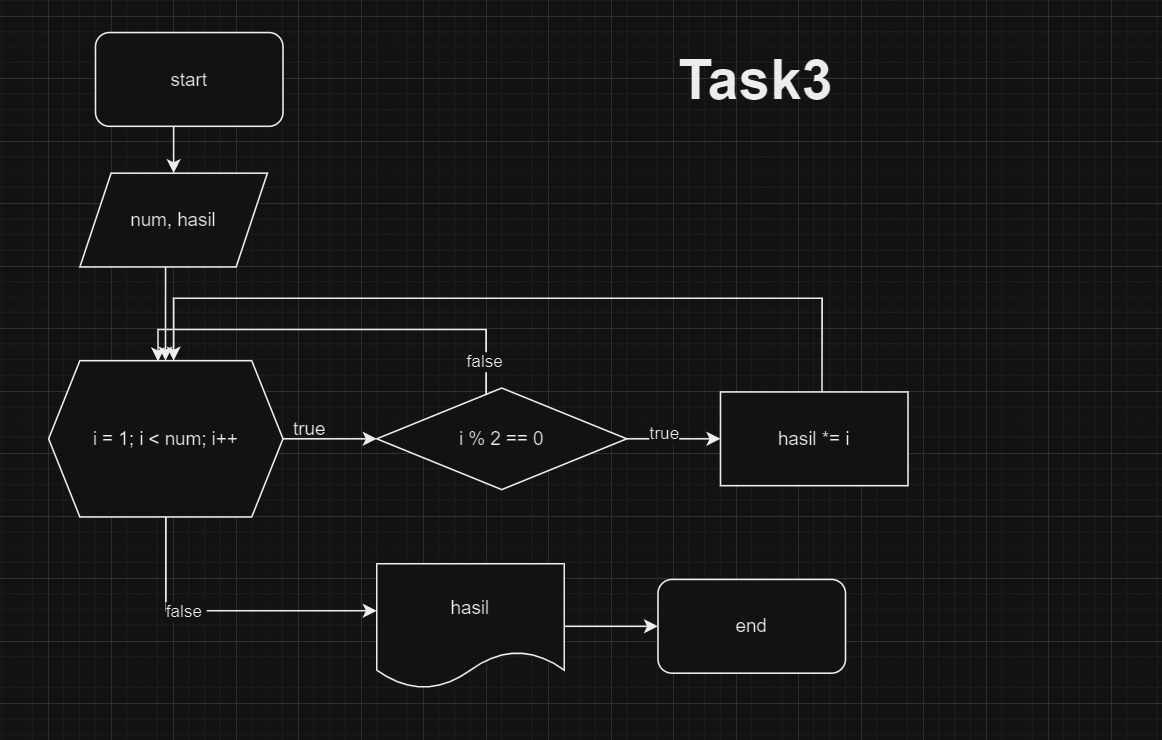 Task3
start
num, hasil
false
i = 1; i < num; i++
true
i % 2 == 0
true
hasil *= i
false
hasil
end